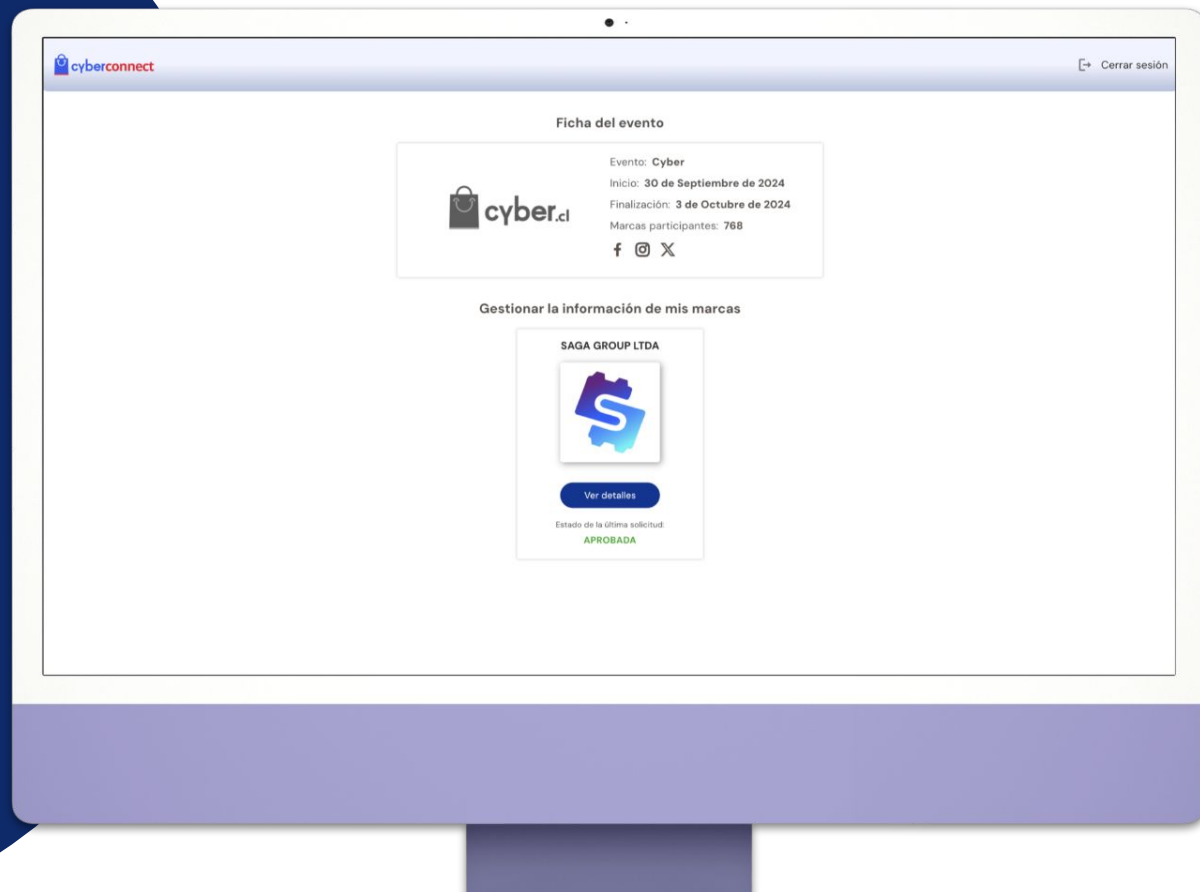 cyberconnect
Cerrar sesión
Ficha del evento
cyber.cl
Evento: Cyber
Inicio: 30 de Septiembre de 2024
Finalización: 3 de Octubre de 2024
Marcas participantes: 768
Gestionar la información de mis marcas
SAGA GROUP LTDA
S
Ver detalles
Estado de la última solicitud:
APROBADA